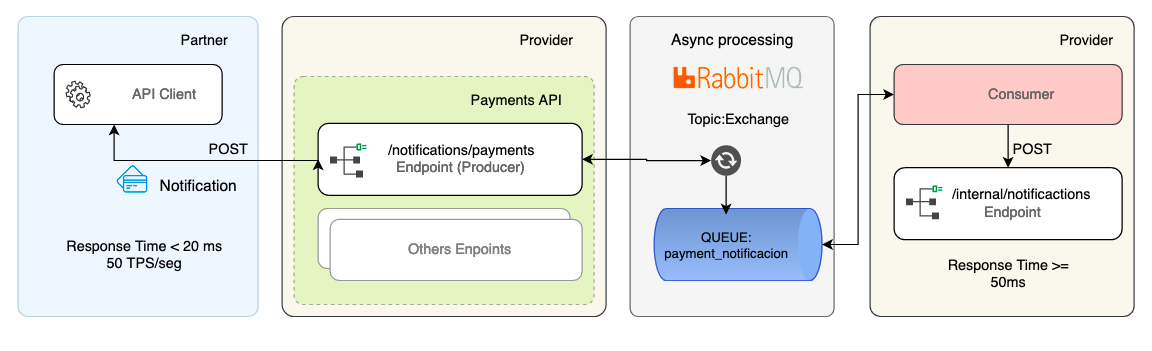 Partner
API Client
POST
Notification
Response Time < 20 ms
50 TPS/seg
Provider
Payments API
/notifications/payments
Endpoint (Producer)
Others Enpoints
Async processing
RabbitMQ
Topic:Exchange
QUEUE:
payment_notificacion
Provider
Consumer
POST
/internal/notificactions
Endpoint
Response Time >=
50ms